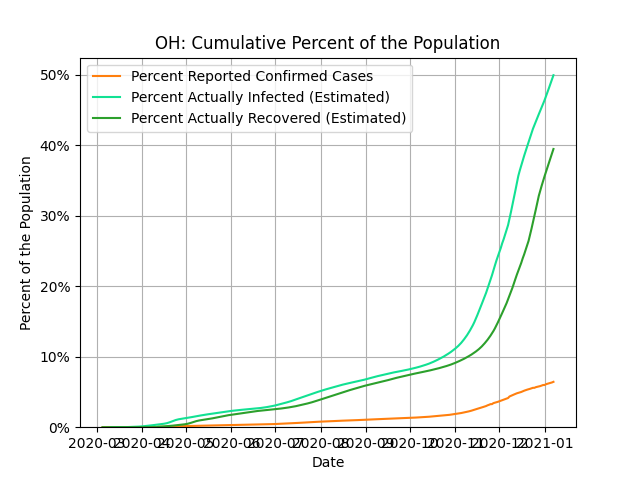 OH: Cumulative Percent of the Population
Percent Reported Confirmed Cases
Percent Actually Infected (Estimated)
Percent Actually Recovered (Estimated)
Percent of the Population
50%
40%
30%
20%
10%
0%
2020-03 2020-04 2020-05 2020-06 2020-07 2020-08 2020-09 2020-10 2020-11 2020-12 2021-01
Date